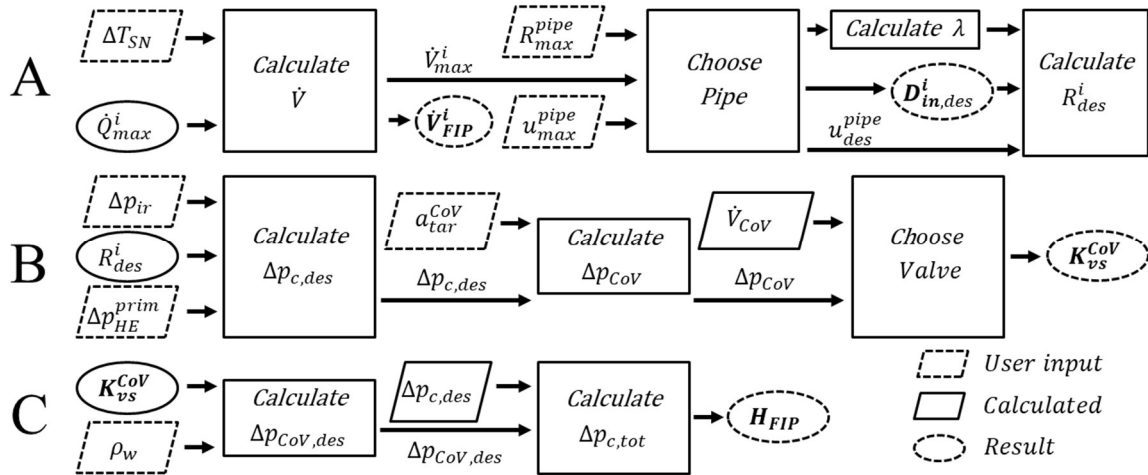 A
ΔT_SN
Q̇^i_max
Calculate
V̇
V̇^i_max
V̇^i_FIP
R^pipe_max
u^pipe_max
Choose
Pipe
Calculate λ
D^i_in,des
u^pipe_des
Calculate
R^i_des
B
Δp_ir
R^i_des
Δp^prim_HE
Calculate
Δp_c,des
a^CoV_tar
Δp_c,des
Calculate
Δp_CoV
V̇_CoV
Δp_CoV
Choose
Valve
K^CoV_vs
C
K^CoV_vs
ρ_w
Calculate
Δp_CoV,des
Δp_c,des
Δp_CoV,des
Calculate
Δp_c,tot
H_FIP
User input
Calculated
Result